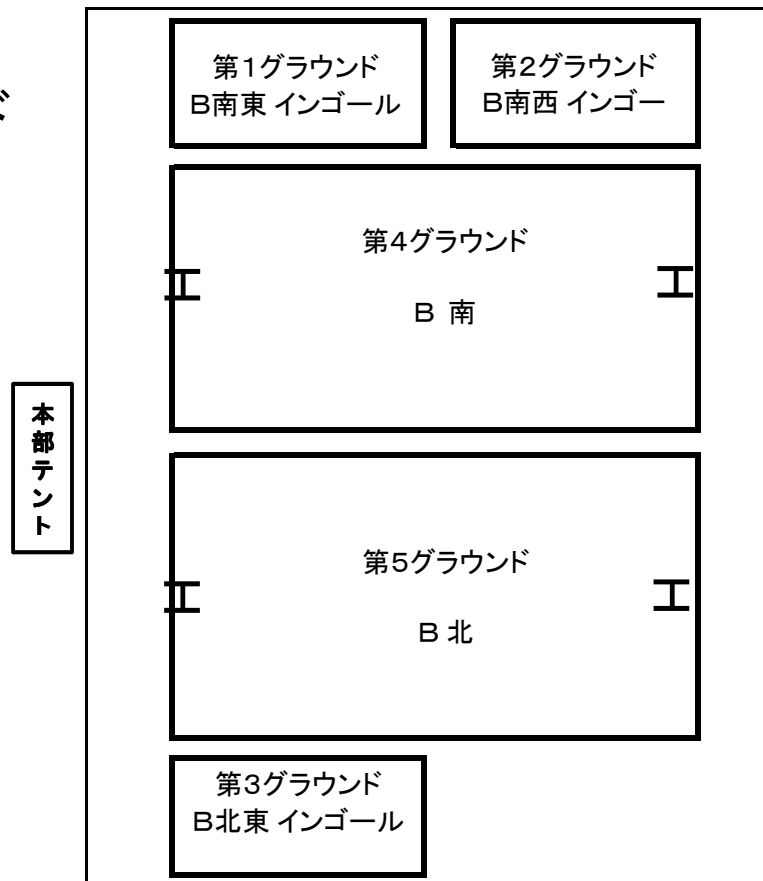 第１グラウンド
Ｂ南東 インゴール
第２グラウンド
Ｂ南西 インゴー
ド
第４グラウンド
Ｂ 南
本部テント
第５グラウンド
Ｂ 北
第３グラウンド
Ｂ北東 インゴール